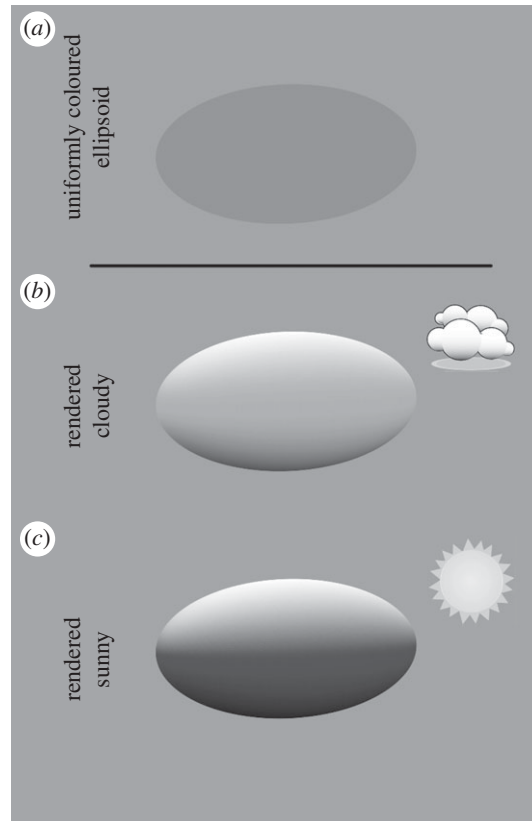 (a)
uniformly coloured
ellipsoid
(b)
rendered
cloudy
(c)
rendered
sunny